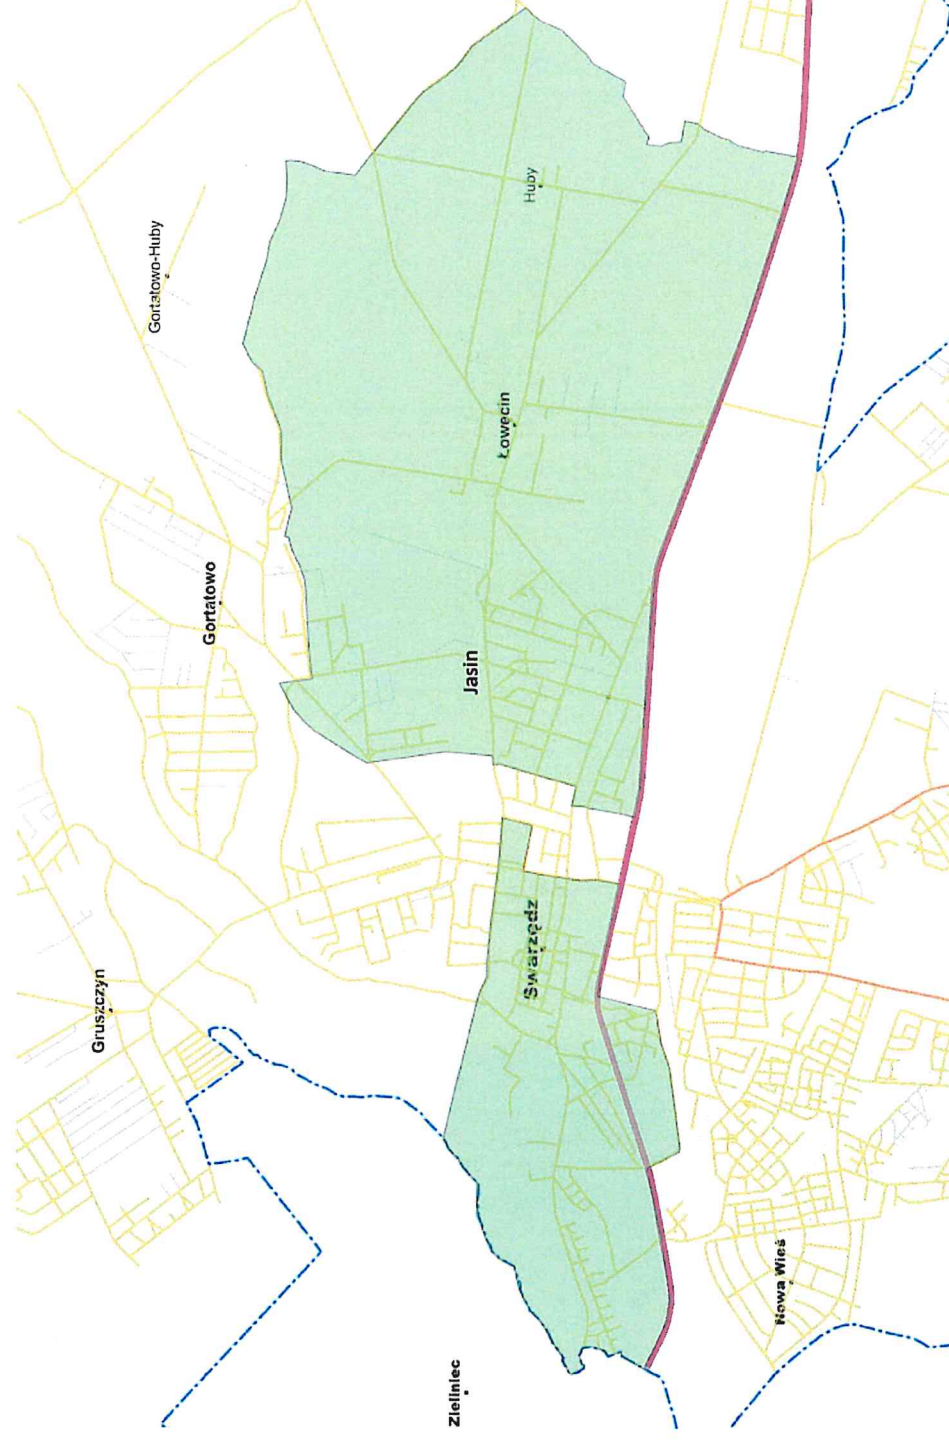 Gortatowo-Huby
Huby
Łowęcin
Gortatowo
Jasin
Swarzędz
Gruszczyn
Nowa Wieś
Zieliniec